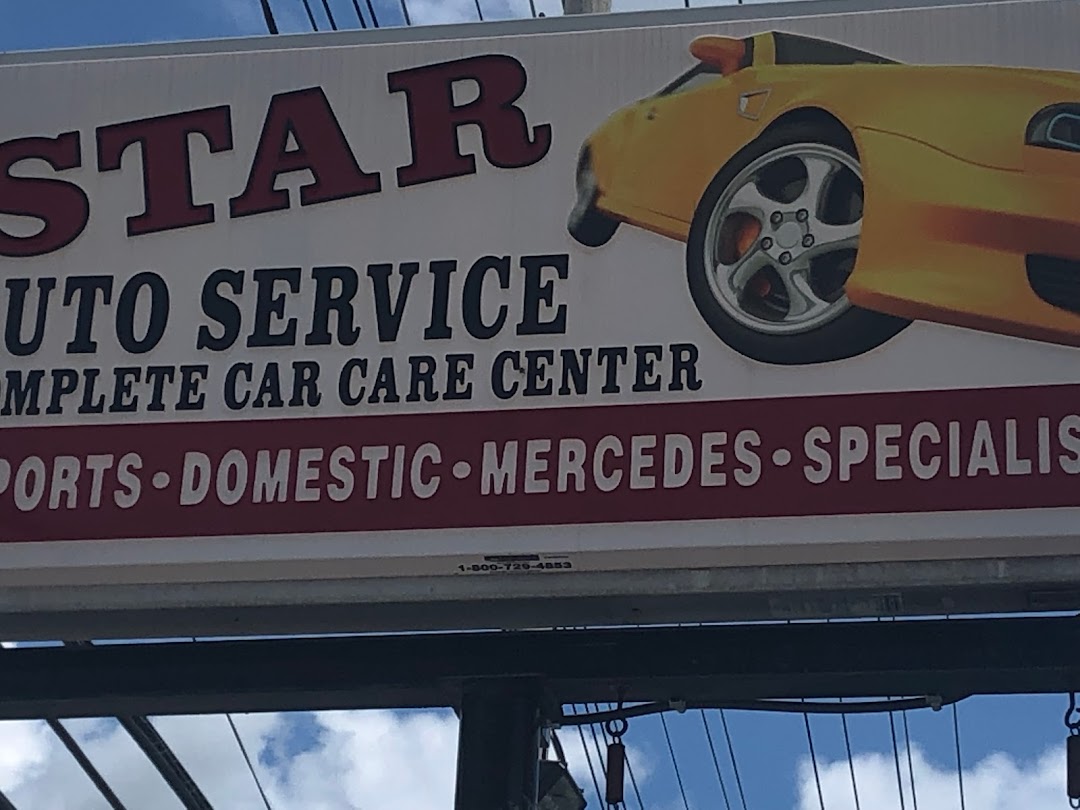 STAR
UTO SERVICE
OMPLETE CAR CARE CENTER
PORTS • DOMESTIC • MERCEDES • SPECIALIS
1-800-729-4853